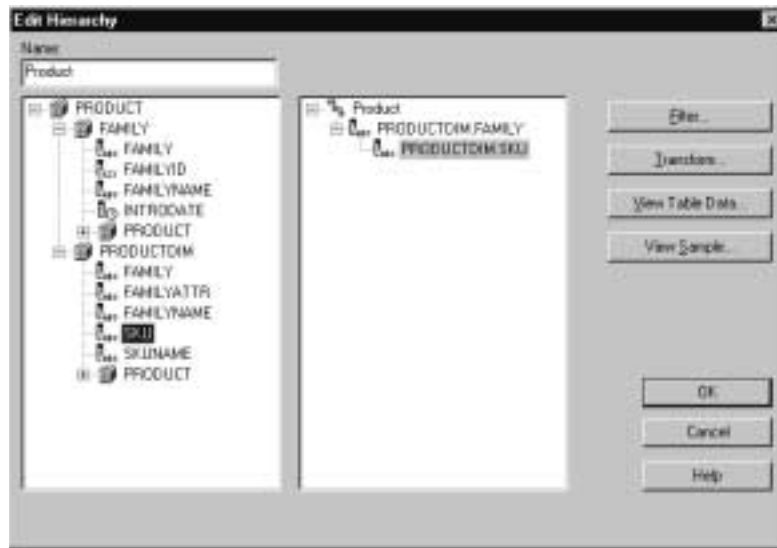 Edit Hierarchy
Name:
Product
PRODUCT
FAMILY
FAMILY
FAMILYID
FAMILYNAME
INTRODATE
PRODUCT
PRODUCTDIM
FAMILY
FAMILYATTR
FAMILYNAME
SKU
SKUNAME
PRODUCT
Product
PRODUCTDIM.FAMILY
PRODUCTDIM.SKU
Filter...
Transform...
View Table Data...
View Sample...
OK
Cancel
Help